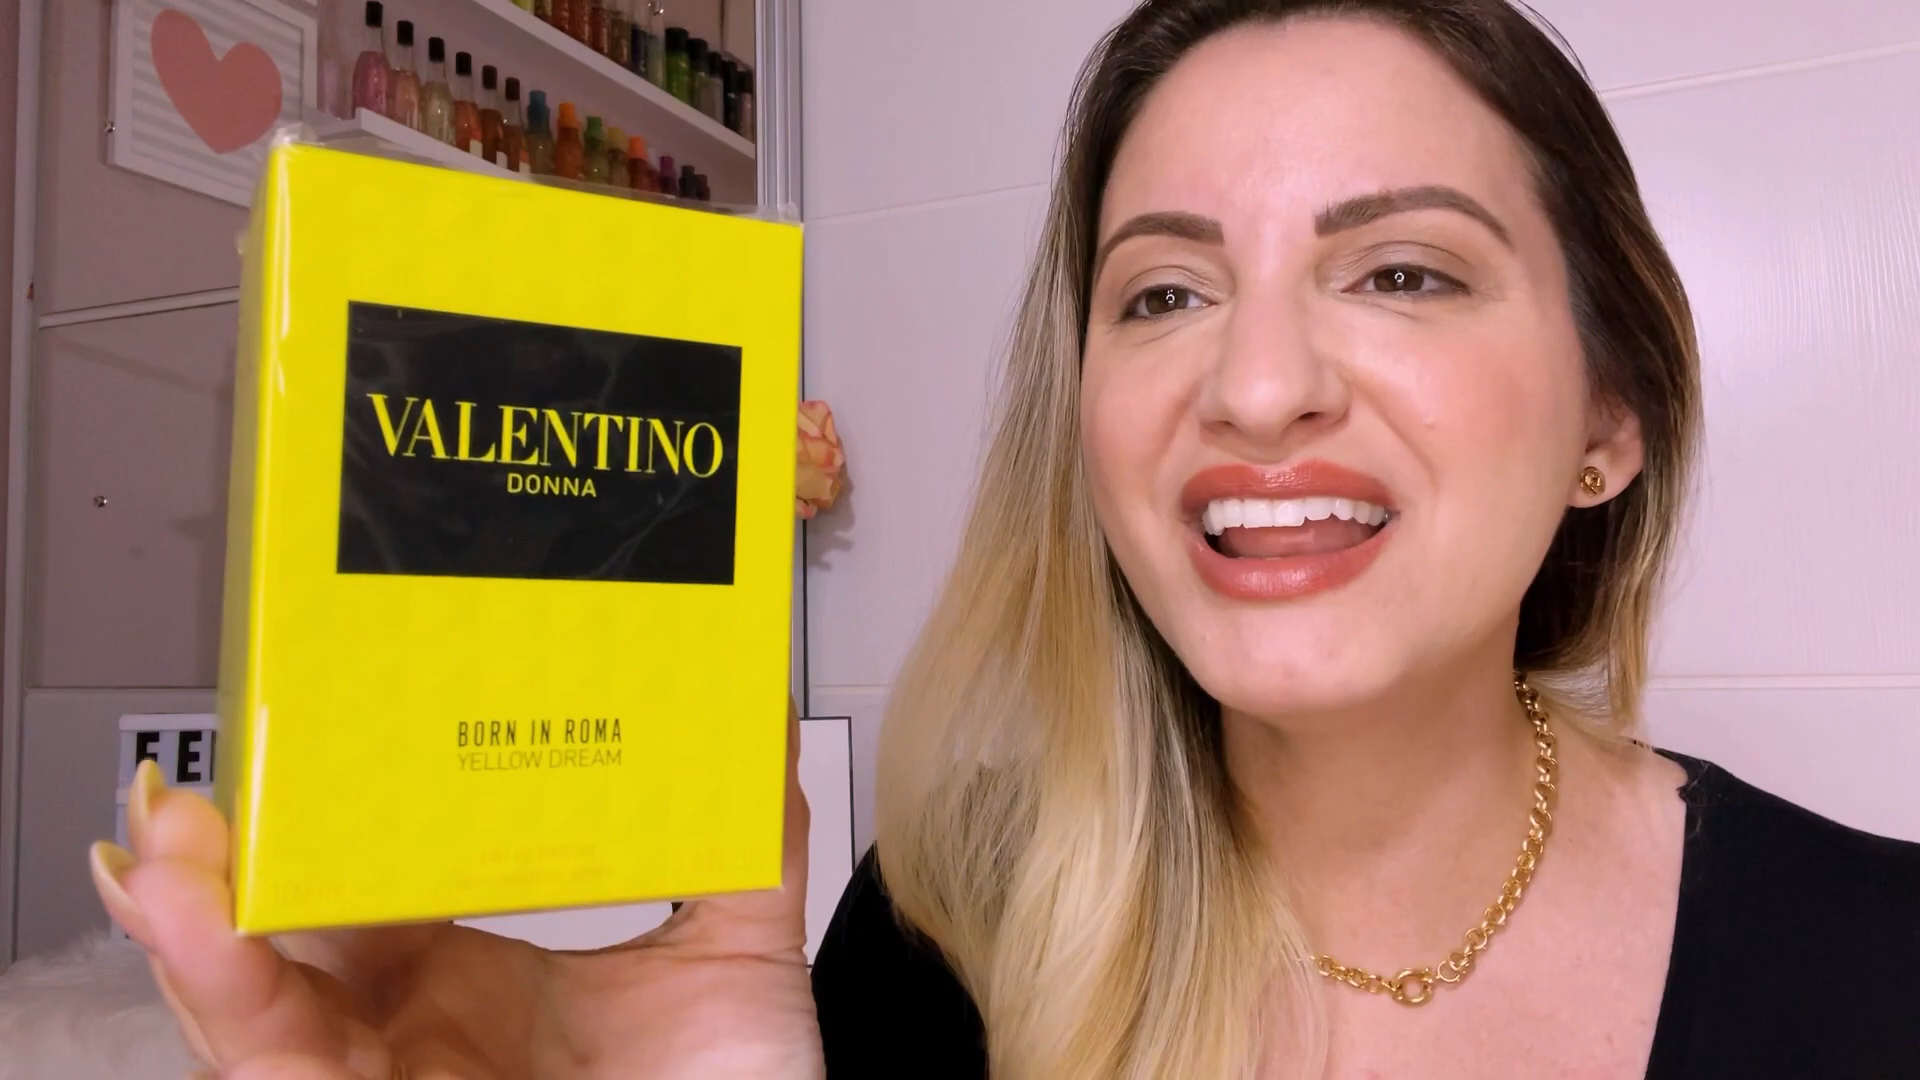 VALENTINO
DONNA
BORN IN ROMA
YELLOW DREAM